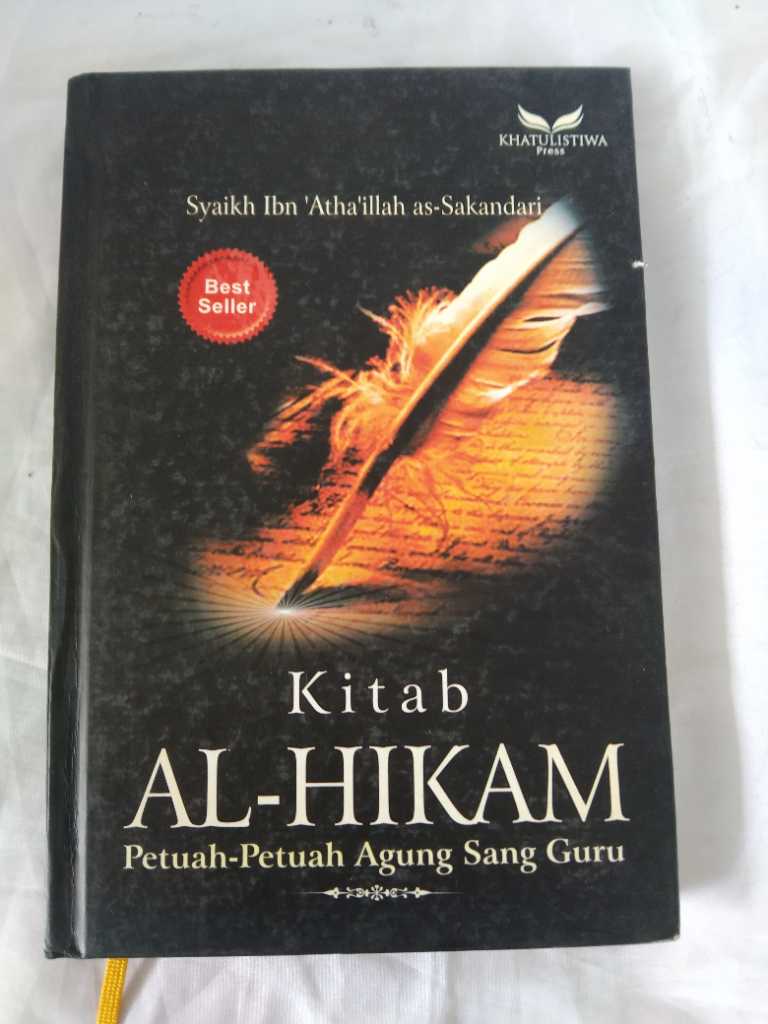 KHATULISTIWA
Press
Syaikh Ibn 'Atha'illah as-Sakandari
Best
Seller
Kitab
AL-HIKAM
Petuah-Petuah Agung Sang Guru